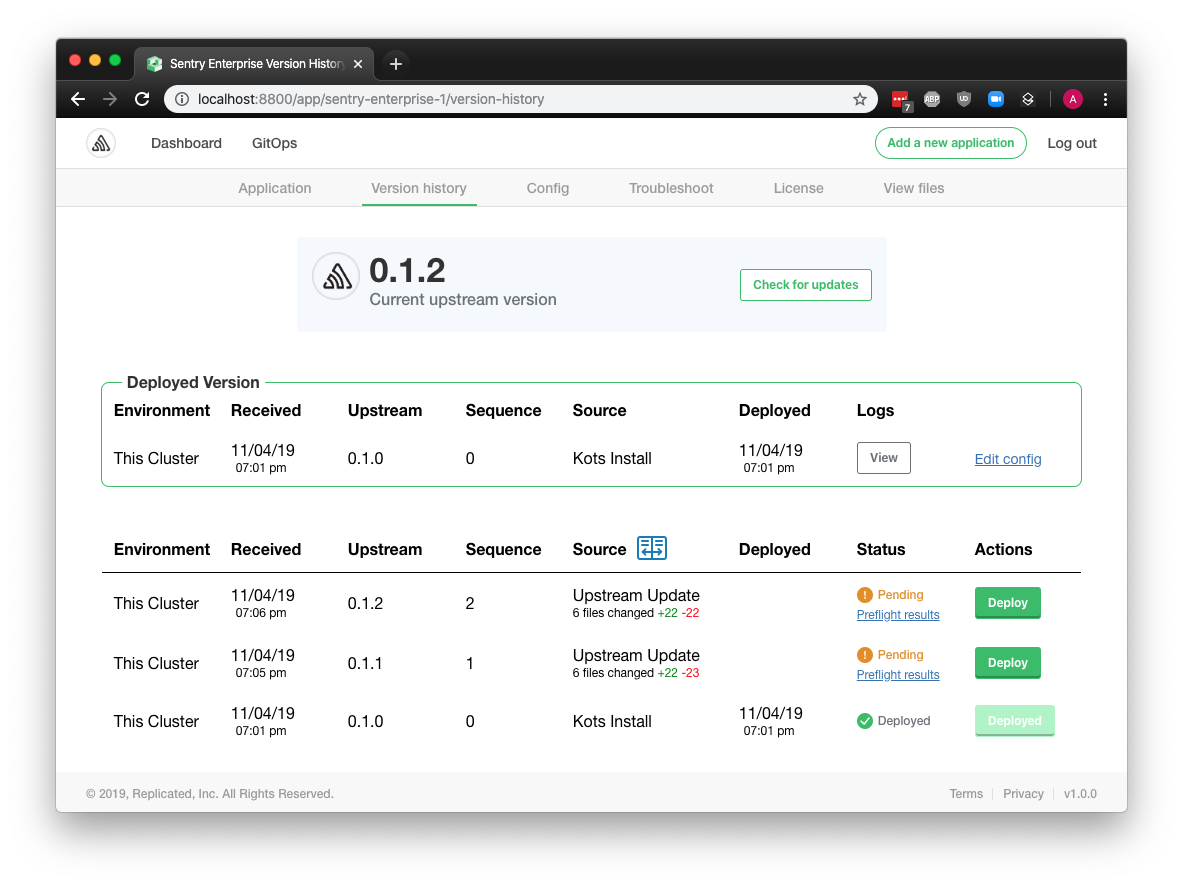 Sentry Enterprise Version History
localhost:8800/app/sentry-enterprise-1/version-history
7
ABP
UD
A
Dashboard GitOps Add a new application Log out
Application Version history Config Troubleshoot License View files
0.1.2
Current upstream version
Check for updates
Deployed Version
Environment Received Upstream Sequence Source Deployed Logs
This Cluster 11/04/19 0.1.0 0 Kots Install 11/04/19 View Edit config
07:01 pm 07:01 pm
Environment Received Upstream Sequence Source Deployed Status Actions
This Cluster 11/04/19 0.1.2 2 Upstream Update Pending Deploy
07:06 pm 6 files changed +22 -22 Preflight results
This Cluster 11/04/19 0.1.1 1 Upstream Update Pending Deploy
07:05 pm 6 files changed +22 -23 Preflight results
This Cluster 11/04/19 0.1.0 0 Kots Install 11/04/19 Deployed Deployed
07:01 pm 07:01 pm
© 2019, Replicated, Inc. All Rights Reserved. Terms Privacy v1.0.0